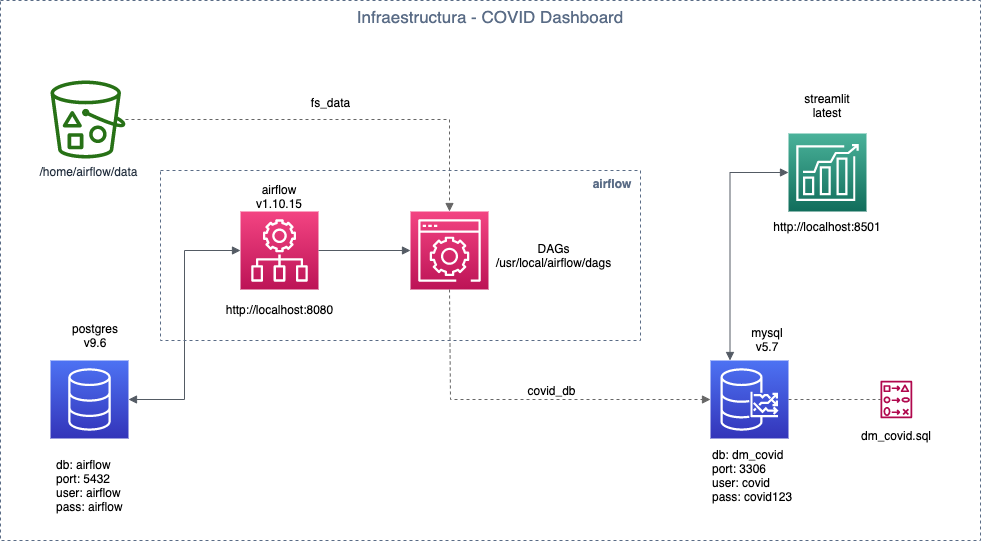 Infraestructura - COVID Dashboard
fs_data
streamlit
latest
/home/airflow/data
airflow
airflow
v1.10.15
http://localhost:8501
DAGs
/usr/local/airflow/dags
http://localhost:8080
postgres
v9.6
mysql
v5.7
covid_db
dm_covid.sql
db: airflow
port: 5432
user: airflow
pass: airflow
db: dm_covid
port: 3306
user: covid
pass: covid123